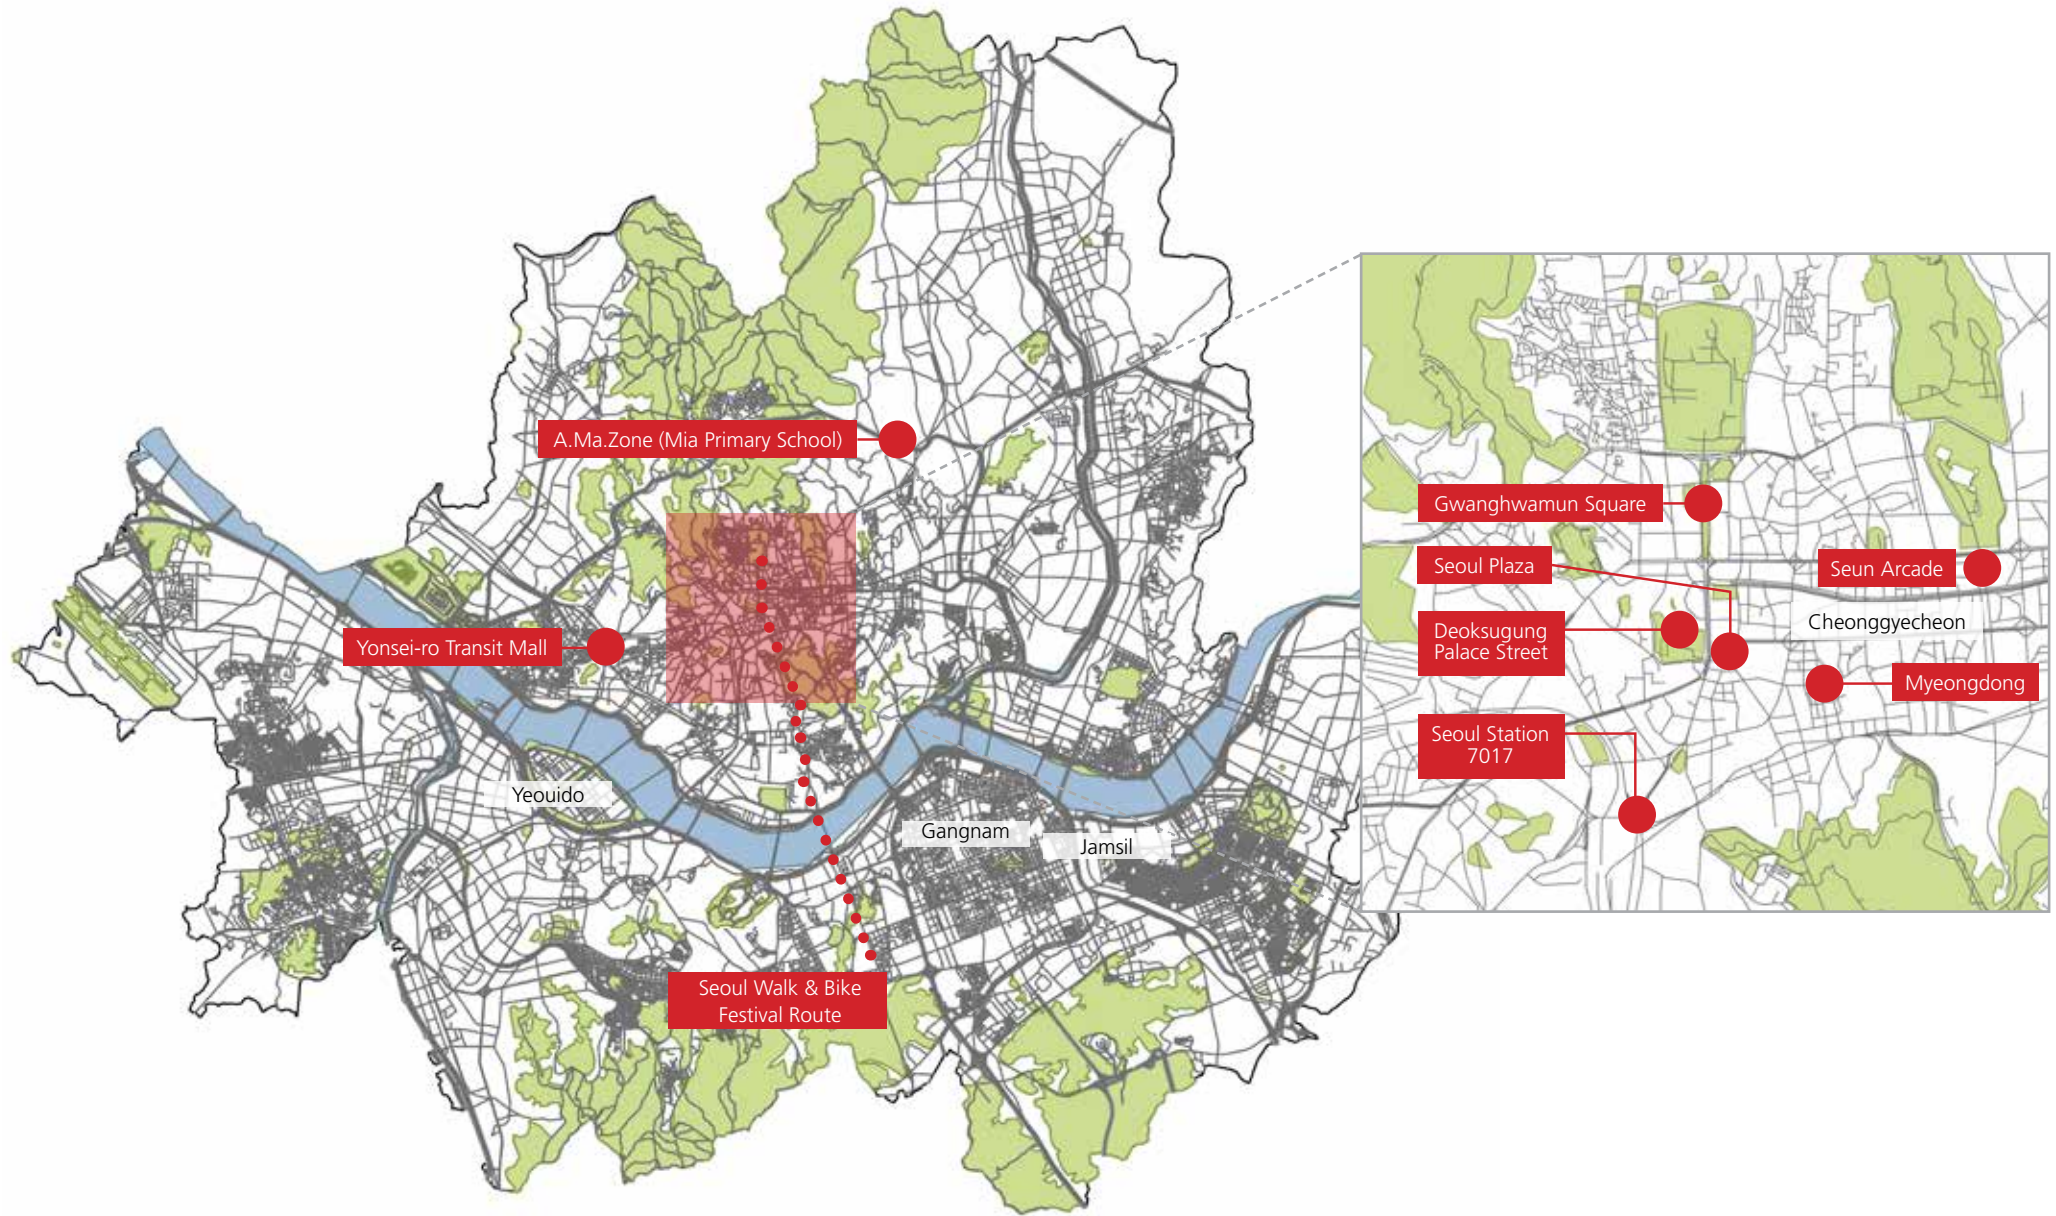 A.Ma.Zone (Mia Primary School)
Yonsei-ro Transit Mall
Yeouido
Gangnam
Jamsil
Seoul Walk & Bike
Festival Route
Gwanghwamun Square
Seoul Plaza
Seun Arcade
Deoksugung
Palace Street
Cheonggyecheon
Myeongdong
Seoul Station
7017